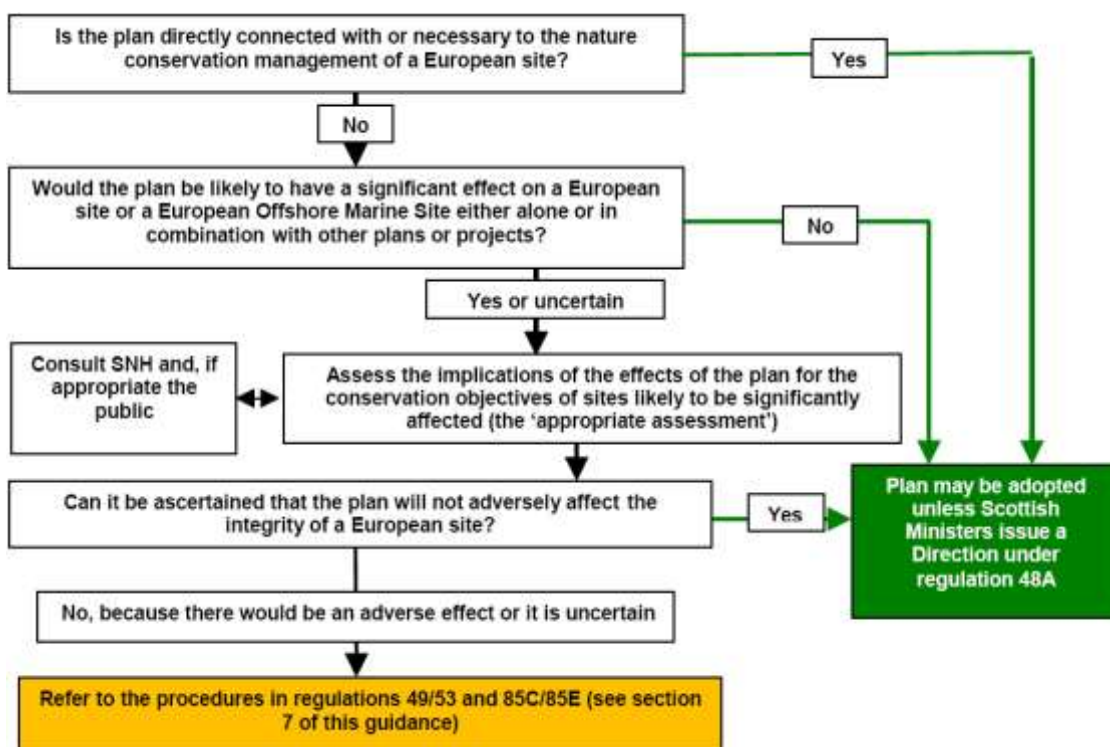 Is the plan directly connected with or necessary to the nature
conservation management of a European site?
Yes
No
Would the plan be likely to have a significant effect on a European
site or a European Offshore Marine Site either alone or in
combination with other plans or projects?
No
Yes or uncertain
Consult SNH and, if
appropriate the
public
Assess the implications of the effects of the plan for the
conservation objectives of sites likely to be significantly
affected (the ‘appropriate assessment’)
Can it be ascertained that the plan will not adversely affect the
integrity of a European site?
Yes
Plan may be adopted
unless Scottish
Ministers issue a
Direction under
regulation 48A
No, because there would be an adverse effect or it is uncertain
Refer to the procedures in regulations 49/53 and 85C/85E (see section
7 of this guidance)